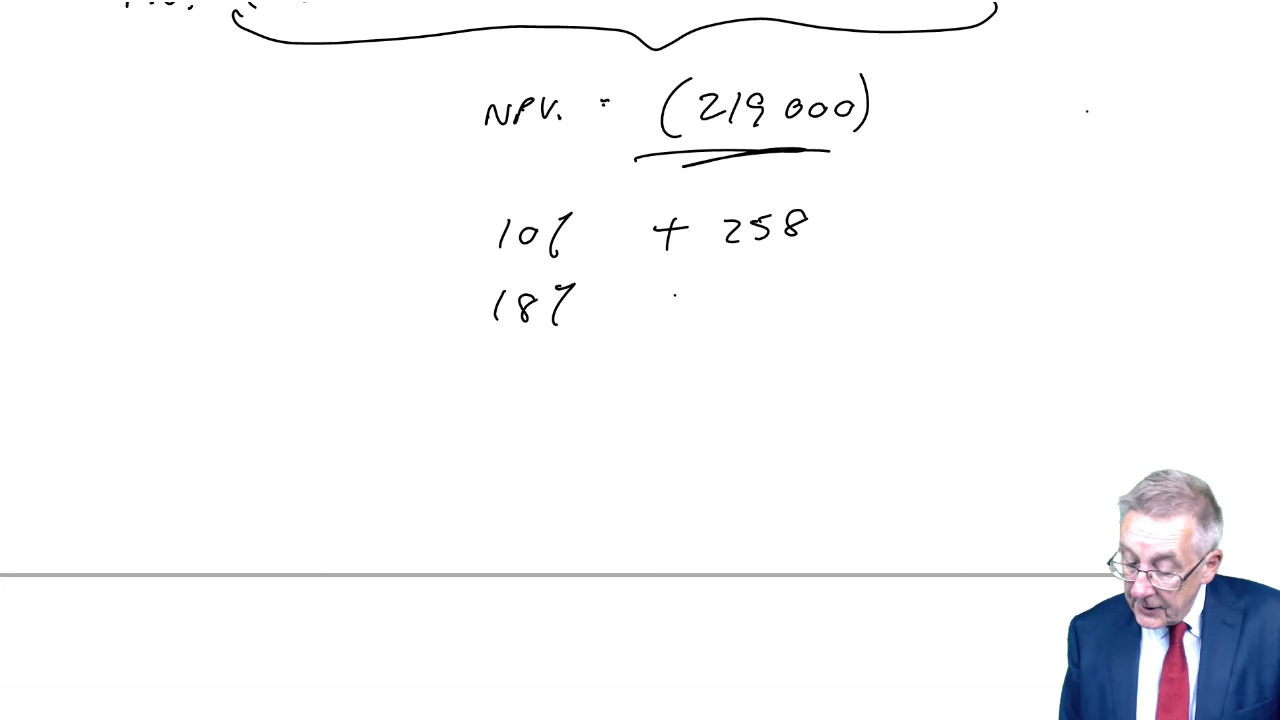 NPV. = (219 000)
10% + 258
18%